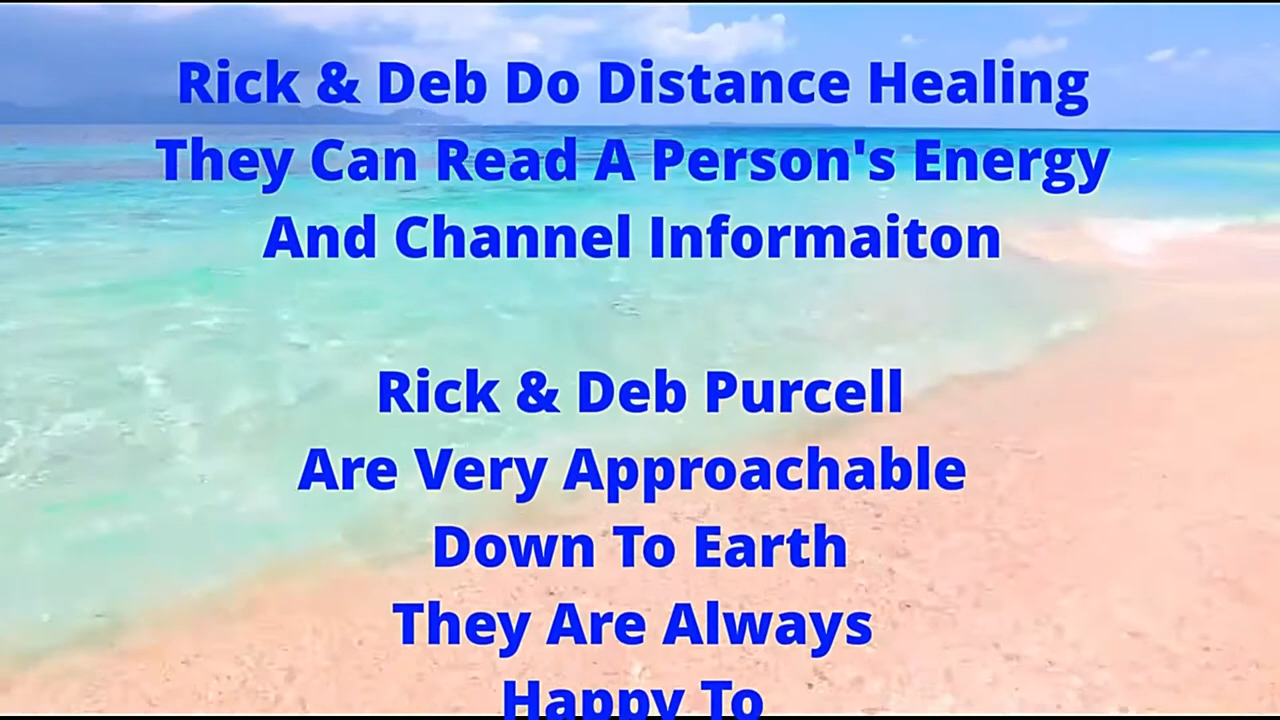 Rick & Deb Do Distance Healing
They Can Read A Person's Energy
And Channel Informaiton
Rick & Deb Purcell
Are Very Approachable
Down To Earth
They Are Always
Happy To